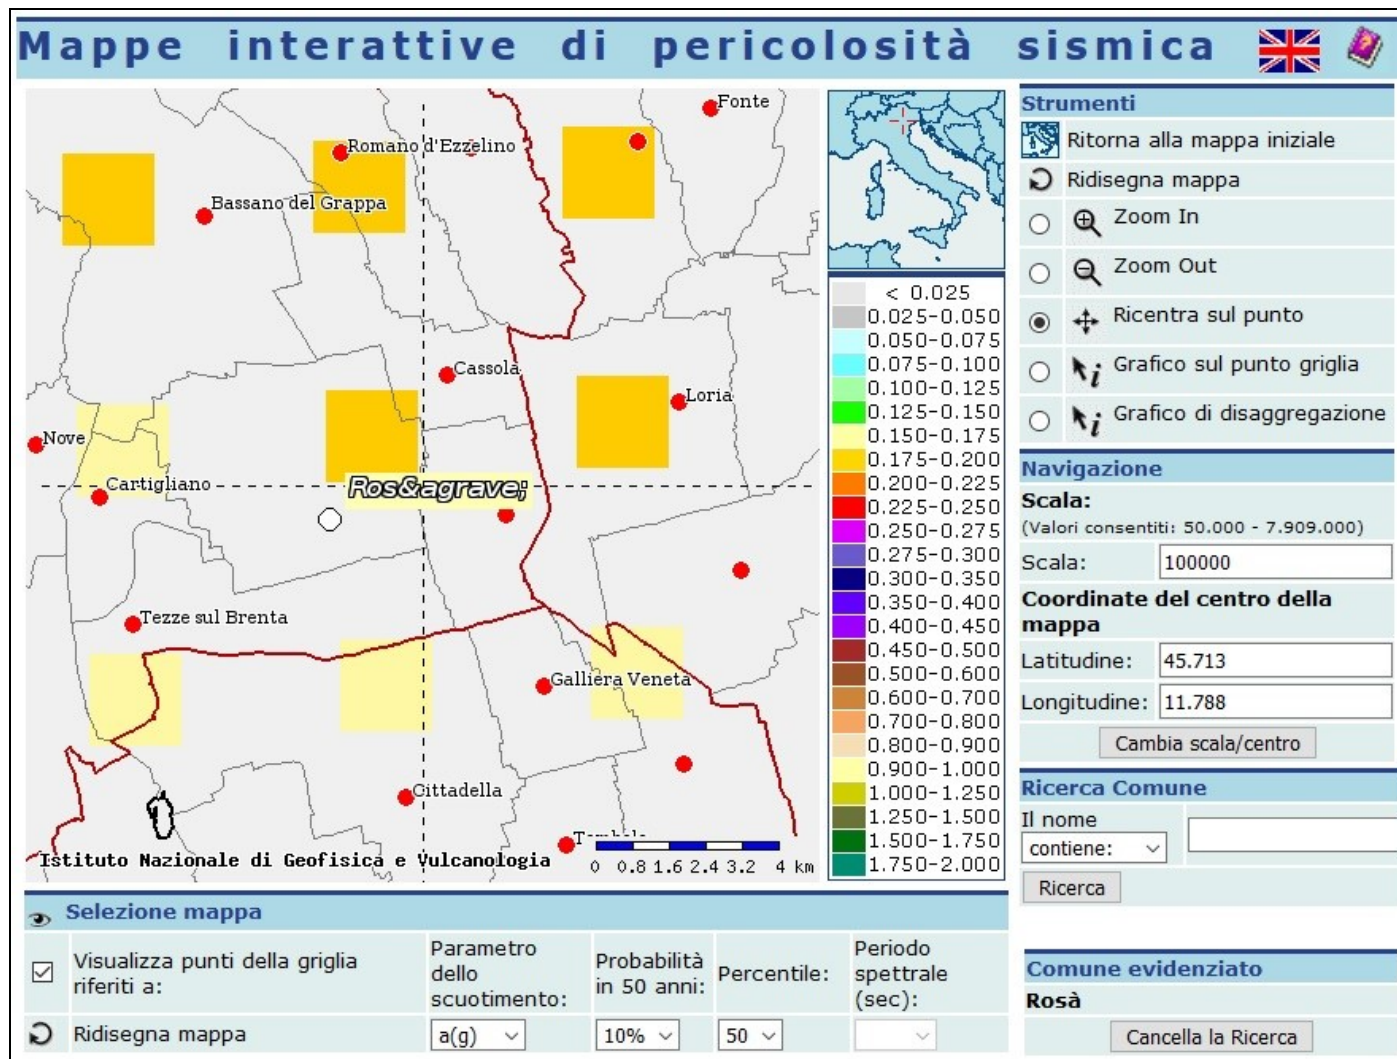 Mappe interattive di pericolosità sismica
Fonte
Romano d'Ezzelino
Bassano del Grappa
Cassola
Loria
Nove
Cartigliano
Ros&agrave;
Tezze sul Brenta
Galliera Veneta
Cittadella
Istituto Nazionale di Geofisica e Vulcanologia
0 0.8 1.6 2.4 3.2 4 km
< 0.025
0.025-0.050
0.050-0.075
0.075-0.100
0.100-0.125
0.125-0.150
0.150-0.175
0.175-0.200
0.200-0.225
0.225-0.250
0.250-0.275
0.275-0.300
0.300-0.350
0.350-0.400
0.400-0.450
0.450-0.500
0.500-0.600
0.600-0.700
0.700-0.800
0.800-0.900
0.900-1.000
1.000-1.250
1.250-1.500
1.500-1.750
1.750-2.000
Strumenti
Ritorna alla mappa iniziale
Ridisegna mappa
Zoom In
Zoom Out
Ricentra sul punto
i Grafico sul punto griglia
i Grafico di disaggregazione
Navigazione
Scala:
(Valori consentiti: 50.000 - 7.909.000)
Scala: 100000
Coordinate del centro della
mappa
Latitudine: 45.713
Longitudine: 11.788
Cambia scala/centro
Ricerca Comune
Il nome
contiene:
Ricerca
Comune evidenziato
Rosà
Cancella la Ricerca
Selezione mappa
Visualizza punti della griglia
riferiti a:
Parametro
dello
scuotimento:
Probabilità
in 50 anni:
Percentile:
Periodo
spettrale
(sec):
Ridisegna mappa
a(g) 10% 50